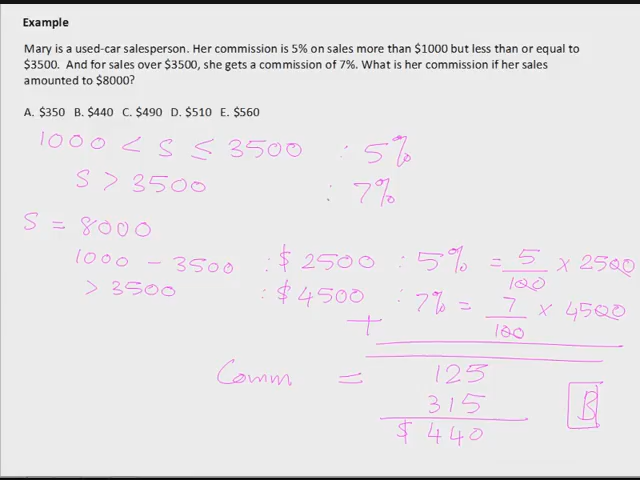 Example
Mary is a used-car salesperson. Her commission is 5% on sales more than $1000 but less than or equal to
$3500. And for sales over $3500, she gets a commission of 7%. What is her commission if her sales
amounted to $8000?
A. $350 B. $440 C. $490 D. $510 E. $560
1000 < S ≤ 3500 : 5%
S > 3500 : 7%
S = 8000
1000 - 3500 : $2500 : 5% = 5/100 x 2500
> 3500 : $4500 : 7% = 7/100 x 4500
+
Comm = 125
315
$ 440
B